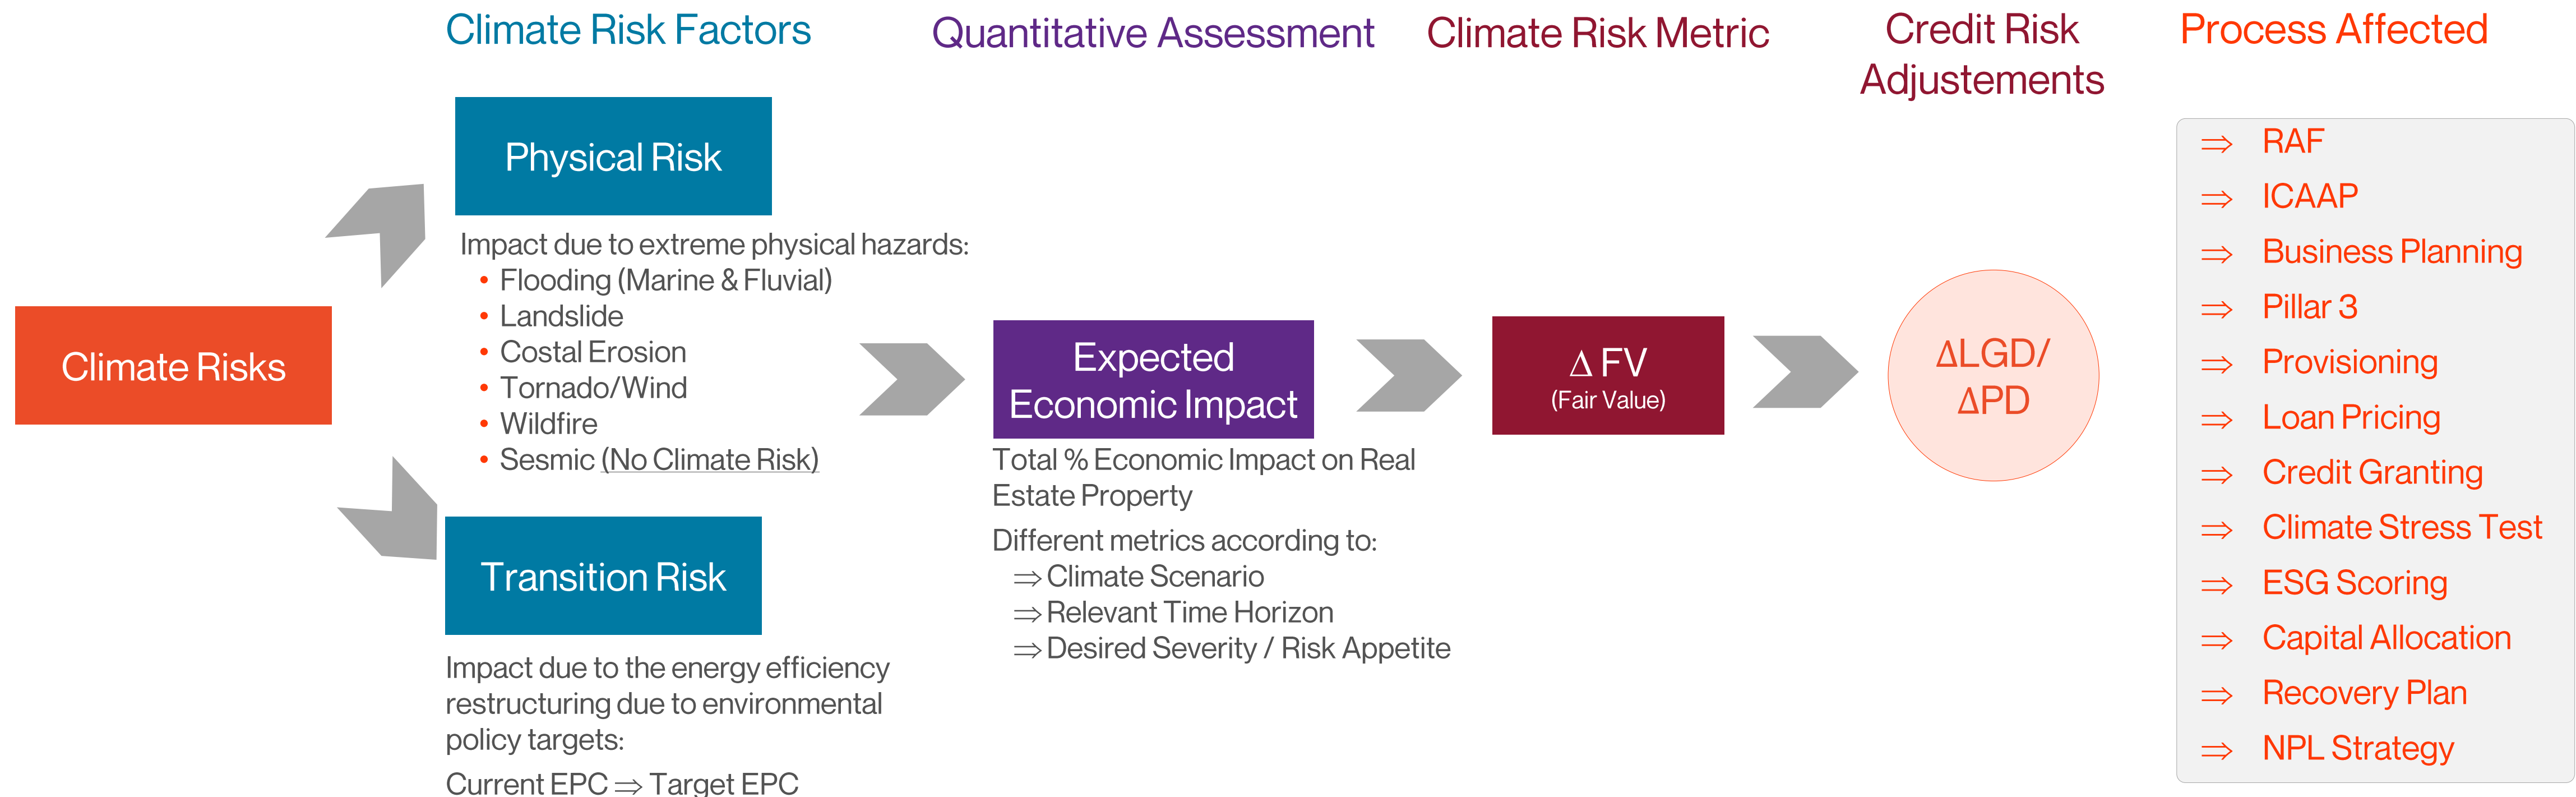 Climate Risk Factors
Quantitative Assessment
Climate Risk Metric
Credit Risk
Adjustements
Process Affected
Climate Risks
Physical Risk
Impact due to extreme physical hazards:
• Flooding (Marine & Fluvial)
• Landslide
• Costal Erosion
• Tornado/Wind
• Wildfire
• Sesmic (No Climate Risk)
Transition Risk
Impact due to the energy efficiency
restructuring due to environmental
policy targets:
Current EPC ⇒ Target EPC
Expected
Economic Impact
Total % Economic Impact on Real
Estate Property
Different metrics according to:
⇒ Climate Scenario
⇒ Relevant Time Horizon
⇒ Desired Severity / Risk Appetite
Δ FV
(Fair Value)
ΔLGD/
ΔPD
⇒ RAF
⇒ ICAAP
⇒ Business Planning
⇒ Pillar 3
⇒ Provisioning
⇒ Loan Pricing
⇒ Credit Granting
⇒ Climate Stress Test
⇒ ESG Scoring
⇒ Capital Allocation
⇒ Recovery Plan
⇒ NPL Strategy